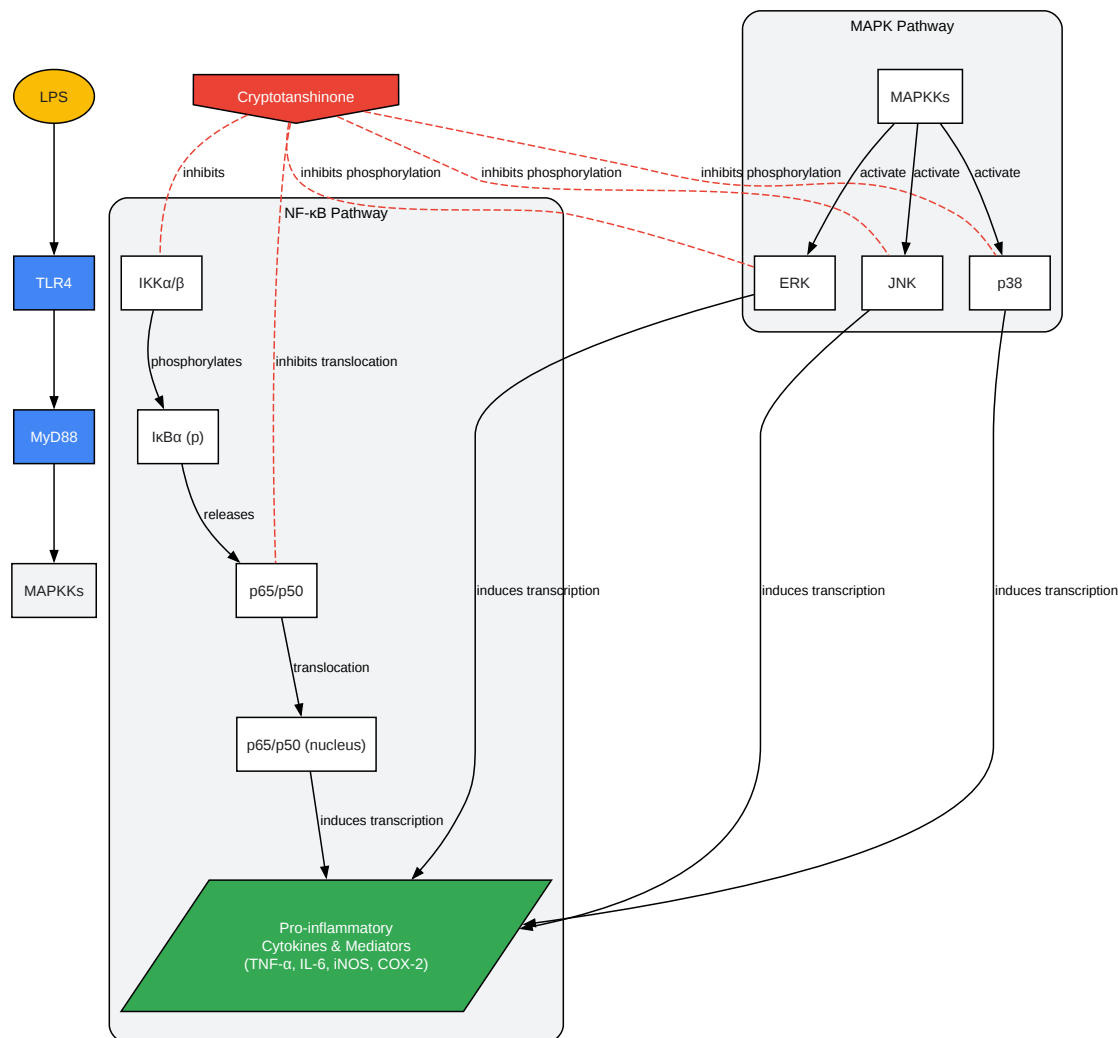 MAPK Pathway
LPS
Cryptotanshinone
MAPKKs
inhibits
inhibits phosphorylation
inhibits phosphorylation
inhibits phosphorylation
activate
activate
activate
NF-κB Pathway
TLR4
IKKα/β
ERK
JNK
p38
phosphorylates
inhibits translocation
MyD88
IκBα (p)
releases
MAPKKs
p65/p50
induces transcription
induces transcription
induces transcription
translocation
p65/p50 (nucleus)
induces transcription
Pro-inflammatory
Cytokines & Mediators
(TNF-α, IL-6, iNOS, COX-2)